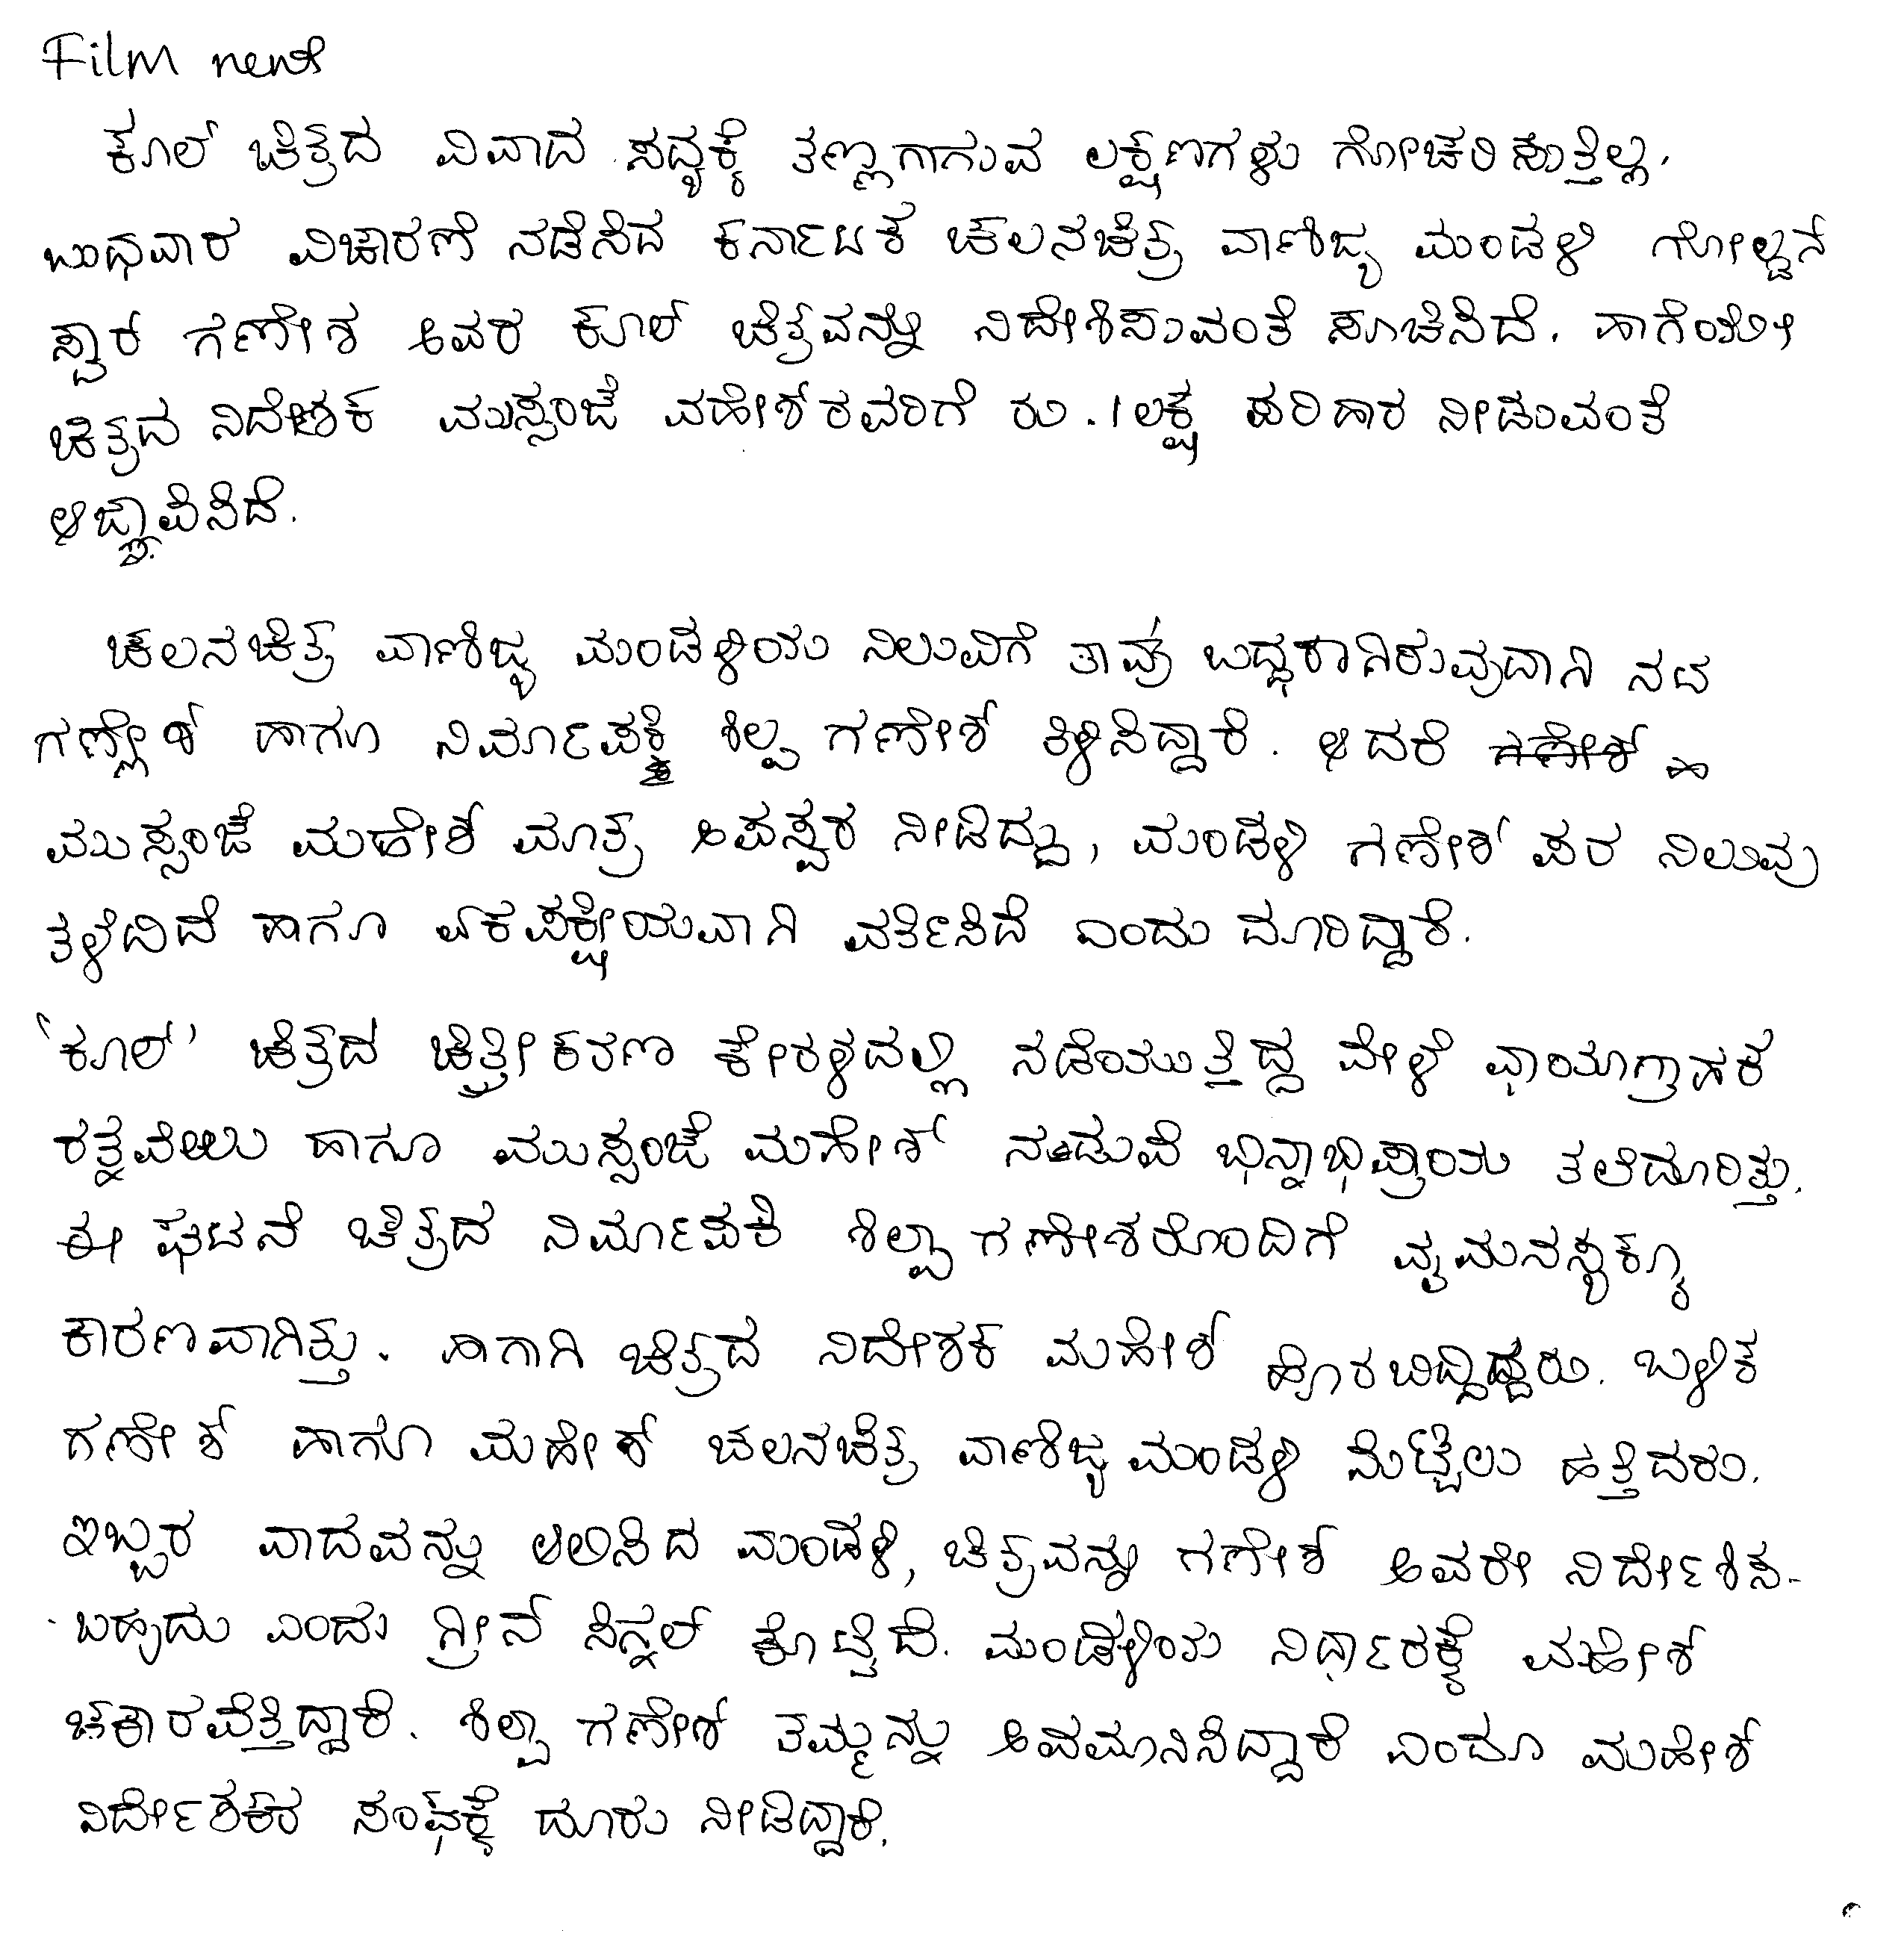 Film news
ಕೂಲ್ ಚಿತ್ರದ ವಿವಾದ ಸದ್ಯಕ್ಕೆ ತಣ್ಣಗಾಗುವ ಲಕ್ಷಣಗಳು ಗೋಚರಿಸುತ್ತಿಲ್ಲ.
ಬುಧವಾರ ವಿಚಾರಣೆ ನಡೆಸಿದ ಕರ್ನಾಟಕ ಚಲನಚಿತ್ರ ವಾಣಿಜ್ಯ ಮಂಡಳಿ ಗೋಲ್ಡನ್
ಸ್ಟಾರ್ ಗಣೇಶ ಅವರ ಕೂಲ್ ಚಿತ್ರವನ್ನು ನಿದೇಶಿಸುವಂತೆ ಸೂಚಿಸಿದೆ. ಹಾಗೆಯೇ
ಚಿತ್ರದ ನಿದೇಶಕ ಮುಸ್ಸಂಜೆ ಮಹೇಶ್‌ರವರಿಗೆ ರು. 1 ಲಕ್ಷ ಪರಿಹಾರ ನೀಡುವಂತೆ
ಆಜ್ಞಾಪಿಸಿದೆ.
ಚಲನಚಿತ್ರ ವಾಣಿಜ್ಯ ಮಂಡಳಿಯ ನಿಲುವಿಗೆ ತಾವು ಬದ್ಧರಾಗಿರುವುದಾಗಿ ನಟ
ಗಣೇಶ್ ಹಾಗೂ ನಿರ್ಮಾಪಕಿ ಶಿಲ್ಪ ಗಣೇಶ್ ತಿಳಿಸಿದ್ದಾರೆ. ಆದರೆ
ಮುಸ್ಸಂಜೆ ಮಹೇಶ್ ಮಾತ್ರ ಅಪಸ್ವರ ನೀಡಿದ್ದು, ಮಂಡಳಿ ಗಣೇಶ್ ಪರ ನಿಲುವು
ತಳೆದಿದೆ ಹಾಗೂ ಏಕಪಕ್ಷೀಯವಾಗಿ ವರ್ತಿಸಿದೆ ಎಂದು ದೂರಿದ್ದಾರೆ.
'ಕೂಲ್' ಚಿತ್ರದ ಚಿತ್ರೀಕರಣ ಕೇರಳದಲ್ಲಿ ನಡೆಯುತ್ತಿದ್ದ ವೇಳೆ ಛಾಯಾಗ್ರಾಹಕ
ರತ್ನವೇಲು ಹಾಗೂ ಮುಸ್ಸಂಜೆ ಮಹೇಶ್ ನಡುವೆ ಭಿನ್ನಾಭಿಪ್ರಾಯ ತಲೆದೂರಿತ್ತು.
ಈ ಘಟನೆ ಚಿತ್ರದ ನಿರ್ಮಾಪಕಿ ಶಿಲ್ಪಾ ಗಣೇಶರೊಂದಿಗೆ ವೈಮನಸ್ಯಕ್ಕೂ
ಕಾರಣವಾಗಿತ್ತು. ಹಾಗಾಗಿ ಚಿತ್ರದ ನಿದೇಶಕ ಮಹೇಶ್ ಹೊರಬಿದ್ದಿದ್ದರು. ಬಳಿಕ
ಗಣೇಶ್ ಹಾಗೂ ಮಹೇಶ್ ಚಲನಚಿತ್ರ ವಾಣಿಜ್ಯ ಮಂಡಳಿ ಮೆಟ್ಟಿಲು ಹತ್ತಿದರು.
ಇಬ್ಬರ ವಾದವನ್ನು ಆಲಿಸಿದ ಮಂಡಳಿ, ಚಿತ್ರವನ್ನು ಗಣೇಶ್ ಅವರೇ ನಿರ್ದೇಶಿಸ-
-ಬಹುದು ಎಂದು ಗ್ರೀನ್ ಸಿಗ್ನಲ್ ಕೊಟ್ಟಿದೆ. ಮಂಡಳಿಯ ನಿರ್ಧಾರಕ್ಕೆ ಮಹೇಶ್
ಚಕಾರವೆತ್ತಿದ್ದಾರೆ. ಶಿಲ್ಪಾ ಗಣೇಶ್ ತಮ್ಮನ್ನು ಅವಮಾನಿಸಿದ್ದಾರೆ ಎಂದೂ ಮಹೇಶ್
ನಿರ್ದೇಶಕರ ಸಂಘಕ್ಕೆ ದೂರು ನೀಡಿದ್ದಾರೆ.